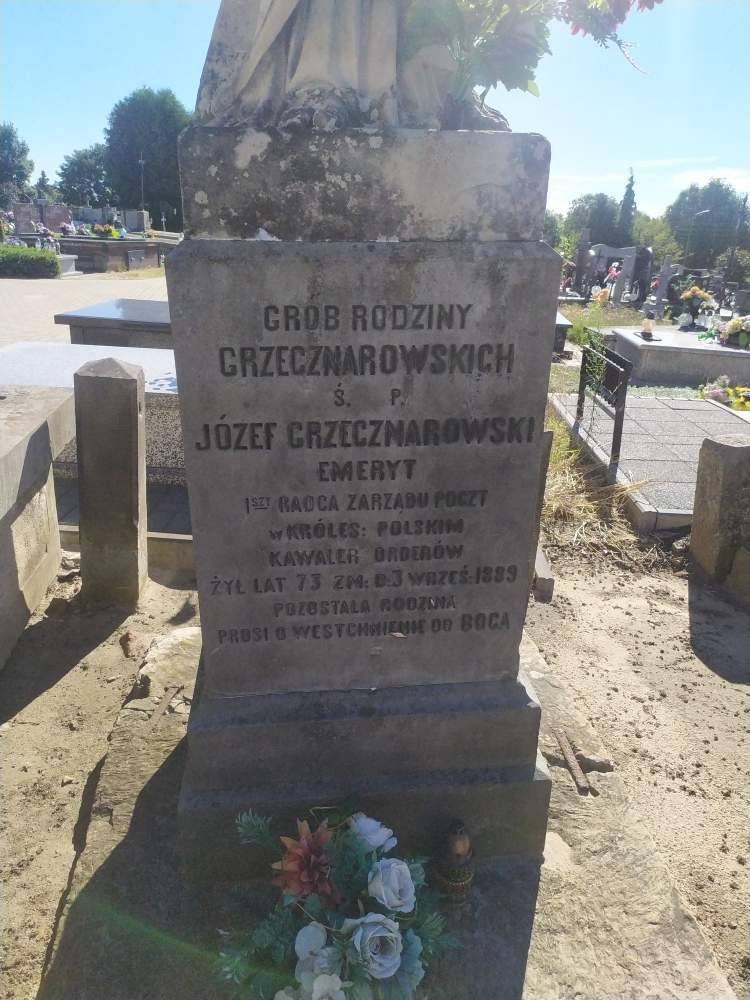 GROB RODZINY
GRZECZNAROWSKICH
Ś. P.
JÓZEF GRZECZNAROWSKI
EMERYT
1SZY RADCA ZARZĄDU POCZT
W KRÓLES: POLSKIM
KAWALER ORDERÓW
ŻYŁ LAT 73 ZM: D:3 WRZEŚ: 1889
POZOSTAŁA RODZINA
PROSI O WESTCHNIENIE DO BOGA